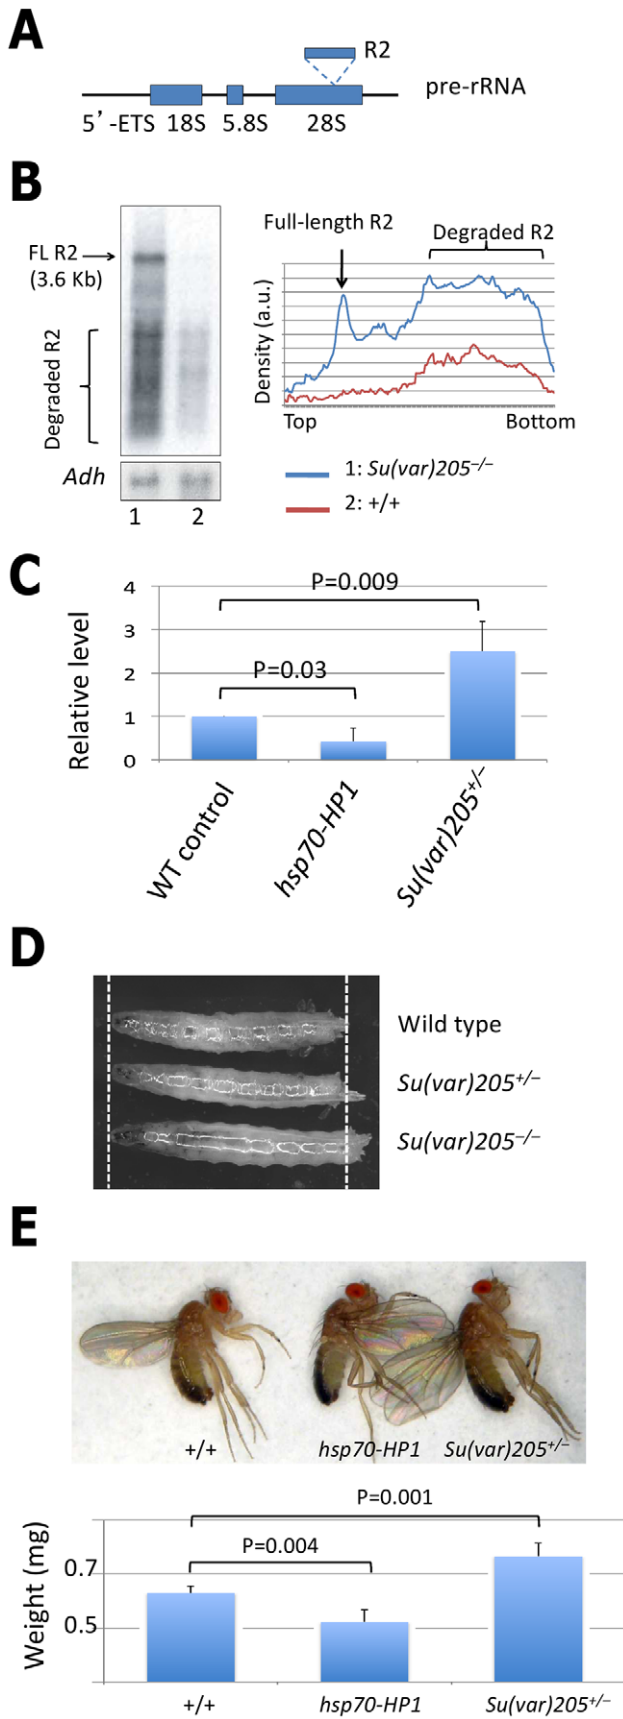 A
R2
pre-rRNA
5’-ETS 18S 5.8S 28S
B
FL R2
(3.6 Kb)
Degraded R2
Adh
1 2
Full-length R2
Degraded R2
Density (a.u.)
Top Bottom
1: Su(var)205–/–
2: +/+
C
P=0.009
P=0.03
Relative level
4
3
2
1
0
WT control
hsp70-HP1
Su(var)205+/–
D
Wild type
Su(var)205+/–
Su(var)205–/–
E
+/+ hsp70-HP1 Su(var)205+/–
P=0.001
P=0.004
Weight (mg)
0.7
0.5
+/+ hsp70-HP1 Su(var)205+/–